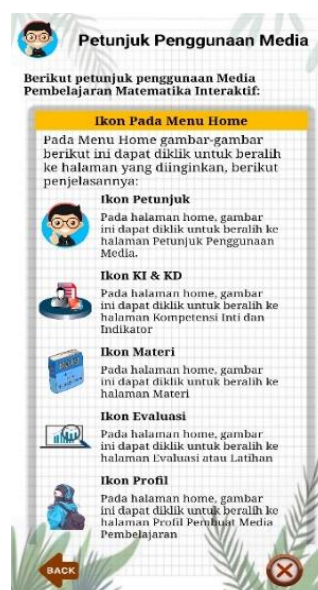 Petunjuk Penggunaan Media
Berikut petunjuk penggunaan Media
Pembelajaran Matematika Interaktif:
Ikon Pada Menu Home
Pada Menu Home gambar-gambar
berikut ini dapat diklik untuk beralih
ke halaman yang diinginkan, berikut
penjelasannya:
Ikon Petunjuk
Pada halaman home, gambar
ini dapat diklik untuk beralih ke
halaman Petunjuk Penggunaan
Media.
Ikon KI & KD
Pada halaman home, gambar
ini dapat diklik untuk beralih ke
halaman Kompetensi Inti dan
Indikator
Ikon Materi
Pada halaman home, gambar
ini dapat diklik untuk beralih ke
halaman Materi
Ikon Evaluasi
Pada halaman home, gambar
ini dapat diklik untuk beralih ke
halaman Evaluasi atau Latihan
Ikon Profil
Pada halaman home, gambar
ini dapat diklik untuk beralih ke
halaman Profil Pembuat Media
Pembelajaran
BACK